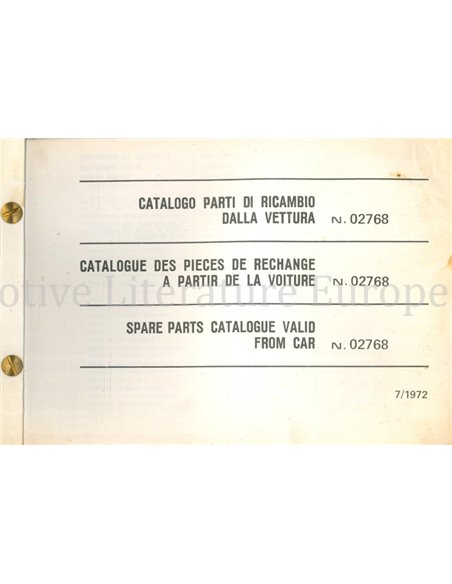 CATALOGO PARTI DI RICAMBIO
DALLA VETTURA N. 02768
CATALOGUE DES PIECES DE RECHANGE
A PARTIR DE LA VOITURE N. 02768
otive Literature Europe
SPARE PARTS CATALOGUE VALID
FROM CAR N. 02768
7/1972